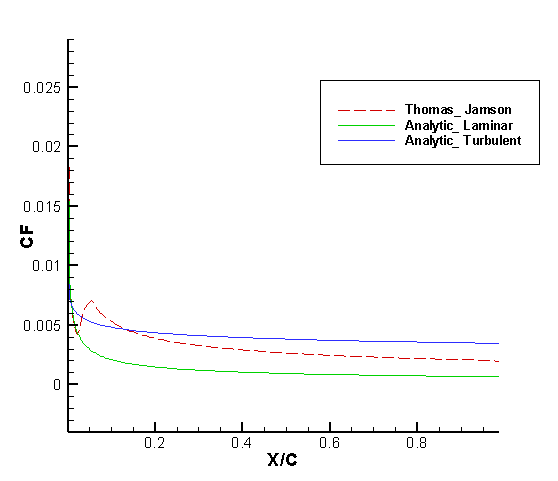 0.025
0.02
0.015
0.01
0.005
0
CF
0.2 0.4 0.6 0.8
X/C
Thomas_ Jamson
Analytic_ Laminar
Analytic_ Turbulent